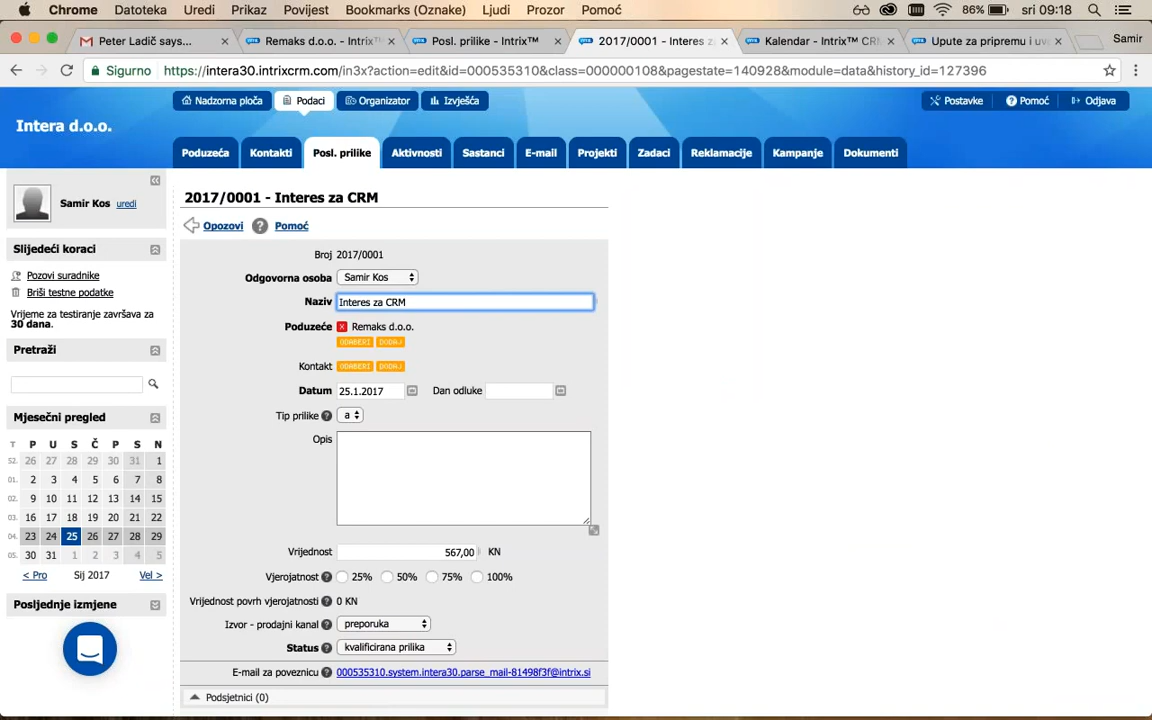 Chrome Datoteka Uredi Prikaz Povijest Bookmarks (Oznake) Ljudi Prozor Pomoć 86% sri 09:18
Peter Ladič says... Remaks d.o.o. - Intrix™ Posl. prilike - Intrix™ 2017/0001 - Interes za Kalendar - Intrix™ CRM Upute za pripremu i uva Samir
Sigurno https://intera30.intrixcrm.com/in3x?action=edit&id=000535310&class=000000108&pagestate=140928&module=data&history_id=127396
Nadzorna ploča Podaci Organizator Izvješća Postavke Pomoć Odjava
Intera d.o.o.
Poduzeća Kontakti Posl. prilike Aktivnosti Sastanci E-mail Projekti Zadaci Reklamacije Kampanje Dokumenti
Samir Kos uredi
Slijedeći koraci
Pozovi suradnike
Briši testne podatke
Vrijeme za testiranje završava za
30 dana.
Pretraži
Mjesečni pregled
T P U S Č P S N
52. 26 27 28 29 30 31 1
01. 2 3 4 5 6 7 8
02. 9 10 11 12 13 14 15
03. 16 17 18 19 20 21 22
04. 23 24 25 26 27 28 29
05. 30 31 1 2 3 4 5
< Pro Sij 2017 Vel >
Posljednje izmjene
2017/0001 - Interes za CRM
Opozovi ? Pomoć
Broj 2017/0001
Odgovorna osoba Samir Kos
Naziv Interes za CRM
Poduzeće X Remaks d.o.o.
ODABERI DODAJ
Kontakt ODABERI DODAJ
Datum 25.1.2017 Dan odluke
Tip prilike ? a
Opis
Vrijednost 567,00 KN
Vjerojatnost ? 25% 50% 75% 100%
Vrijednost povrh vjerojatnosti ? 0 KN
Izvor - prodajni kanal ? preporuka
Status ? kvalificirana prilika
E-mail za poveznicu ? 000535310.system.intera30.parse_mail-81498f3f@intrix.si
Podsjetnici (0)